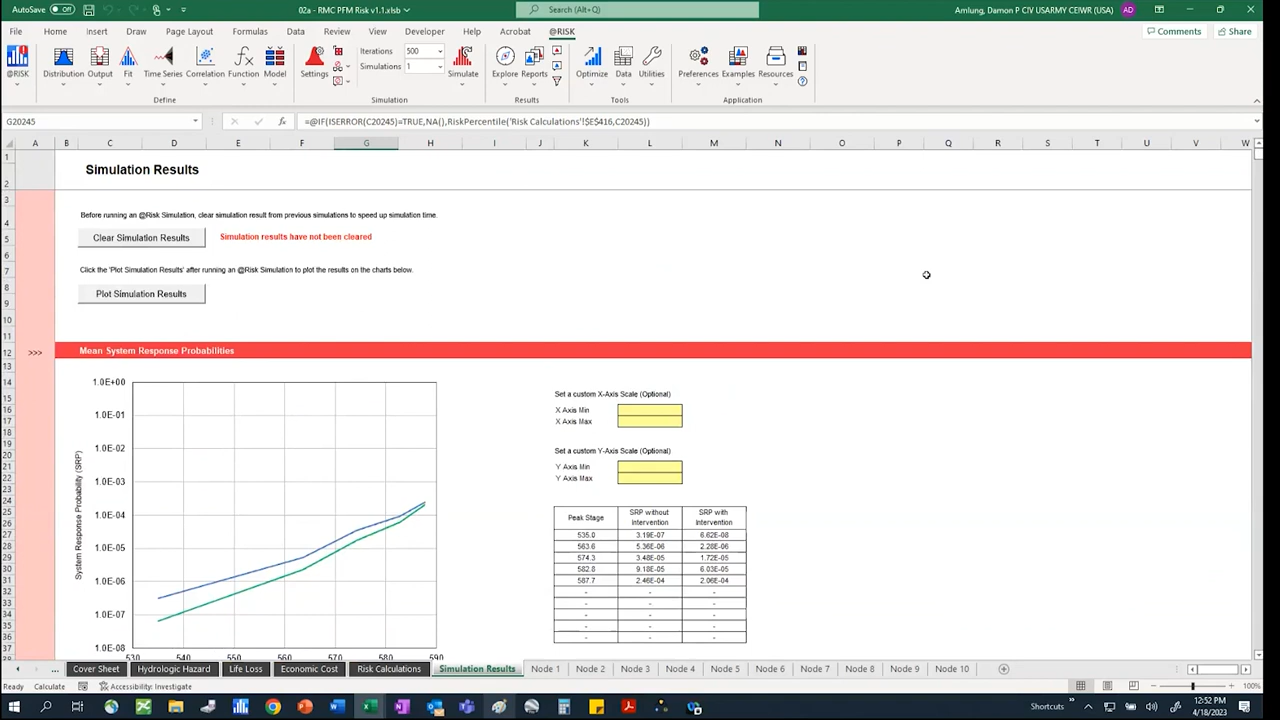 AutoSave Off 02a - RMC PFM Risk v1.1.xlsb Search (Alt+Q) Amlung, Damon P CIV USARMY CEIWR (USA) AD
File Home Insert Draw Page Layout Formulas Data Review View Developer Help Acrobat @RISK Comments Share
Iterations 500
Simulations 1
@RISK Distribution Output Fit Time Series Correlation Function Model Settings Simulate Explore Reports Optimize Data Utilities Preferences Examples Resources
Define Simulation Results Tools Application
G20245 fx =@IF(ISERROR(C20245)=TRUE,NA(),RiskPercentile('Risk Calculations'!$E$416,C20245))
A B C D E F G H I J K L M N O P Q R S T U V W
Simulation Results
Before running an @Risk Simulation, clear simulation result from previous simulations to speed up simulation time.
Clear Simulation Results Simulation results have not been cleared
Click the 'Plot Simulation Results' after running an @Risk Simulation to plot the results on the charts below.
Plot Simulation Results
>>> Mean System Response Probabilities
System Response Probability (SRP)
1.0E+00
1.0E-01
1.0E-02
1.0E-03
1.0E-04
1.0E-05
1.0E-06
1.0E-07
1.0E-08
530 540 550 560 570 580 590
Set a custom X-Axis Scale (Optional)
X Axis Min
X Axis Max
Set a custom Y-Axis Scale (Optional)
Y Axis Min
Y Axis Max
Peak Stage SRP without Intervention SRP with Intervention
535.0 3.19E-07 6.62E-08
563.6 5.36E-06 2.28E-06
574.3 3.48E-05 1.72E-05
582.8 9.18E-05 6.03E-05
587.7 2.46E-04 2.06E-04
- - -
- - -
- - -
- - -
- - -
... Cover Sheet Hydrologic Hazard Life Loss Economic Cost Risk Calculations Simulation Results Node 1 Node 2 Node 3 Node 4 Node 5 Node 6 Node 7 Node 8 Node 9 Node 10
Ready Calculate Accessibility: Investigate 100%
Shortcuts 12:52 PM
4/18/2023